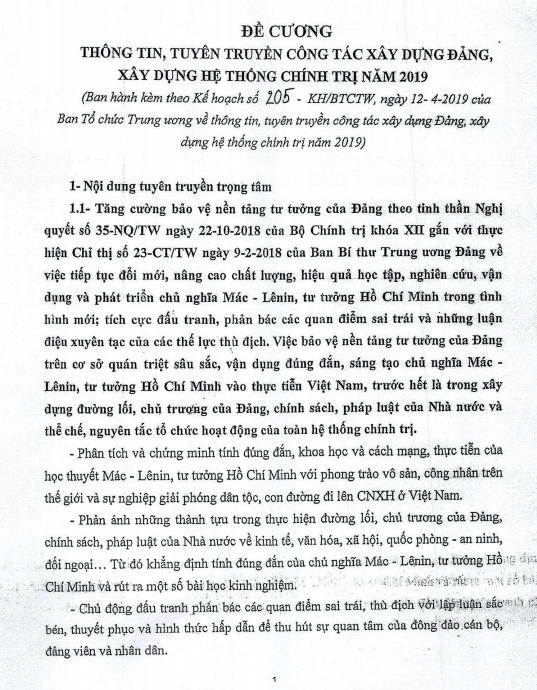 ĐỀ CƯƠNG
THÔNG TIN, TUYÊN TRUYỀN CÔNG TÁC XÂY DỰNG ĐẢNG,
XÂY DỰNG HỆ THỐNG CHÍNH TRỊ NĂM 2019
(Ban hành kèm theo Kế hoạch số 205 - KH/BTCTW, ngày 12- 4-2019 của
Ban Tổ chức Trung ương về thông tin, tuyên truyền công tác xây dựng Đảng, xây
dựng hệ thống chính trị năm 2019)
1- Nội dung tuyên truyền trọng tâm
1.1- Tăng cường bảo vệ nền tảng tư tưởng của Đảng theo tinh thần Nghị
quyết số 35-NQ/TW ngày 22-10-2018 của Bộ Chính trị khóa XII gắn với thực
hiện Chỉ thị số 23-CT/TW ngày 9-2-2018 của Ban Bí thư Trung ương Đảng về
việc tiếp tục đổi mới, nâng cao chất lượng, hiệu quả học tập, nghiên cứu, vận
dụng và phát triển chủ nghĩa Mác - Lênin, tư tưởng Hồ Chí Minh trong tình
hình mới; tích cực đấu tranh, phản bác các quan điểm sai trái và những luận
điệu xuyên tạc của các thế lực thù địch. Việc bảo vệ nền tảng tư tưởng của Đảng
trên cơ sở quán triệt sâu sắc, vận dụng đúng đắn, sáng tạo chủ nghĩa Mác -
Lênin, tư tưởng Hồ Chí Minh vào thực tiễn Việt Nam, trước hết là trong xây
dựng đường lối, chủ trương của Đảng, chính sách, pháp luật của Nhà nước và
thể chế, nguyên tắc tổ chức hoạt động của toàn hệ thống chính trị.
- Phân tích và chứng minh tính đúng đắn, khoa học và cách mạng, thực tiễn của
học thuyết Mác - Lênin, tư tưởng Hồ Chí Minh với phong trào vô sản, công nhân trên
thế giới và sự nghiệp giải phóng dân tộc, con đường đi lên CNXH ở Việt Nam.
- Phản ánh những thành tựu trong thực hiện đường lối, chủ trương của Đảng,
chính sách, pháp luật của Nhà nước về kinh tế, văn hóa, xã hội, quốc phòng - an ninh,
đối ngoại... Từ đó khẳng định tính đúng đắn của chủ nghĩa Mác - Lênin, tư tưởng Hồ
Chí Minh và rút ra một số bài học kinh nghiệm.
- Chủ động đấu tranh phản bác các quan điểm sai trái, thù địch với lập luận sắc
bén, thuyết phục và hình thức hấp dẫn để thu hút sự quan tâm của đông đảo cán bộ,
đảng viên và nhân dân.
1